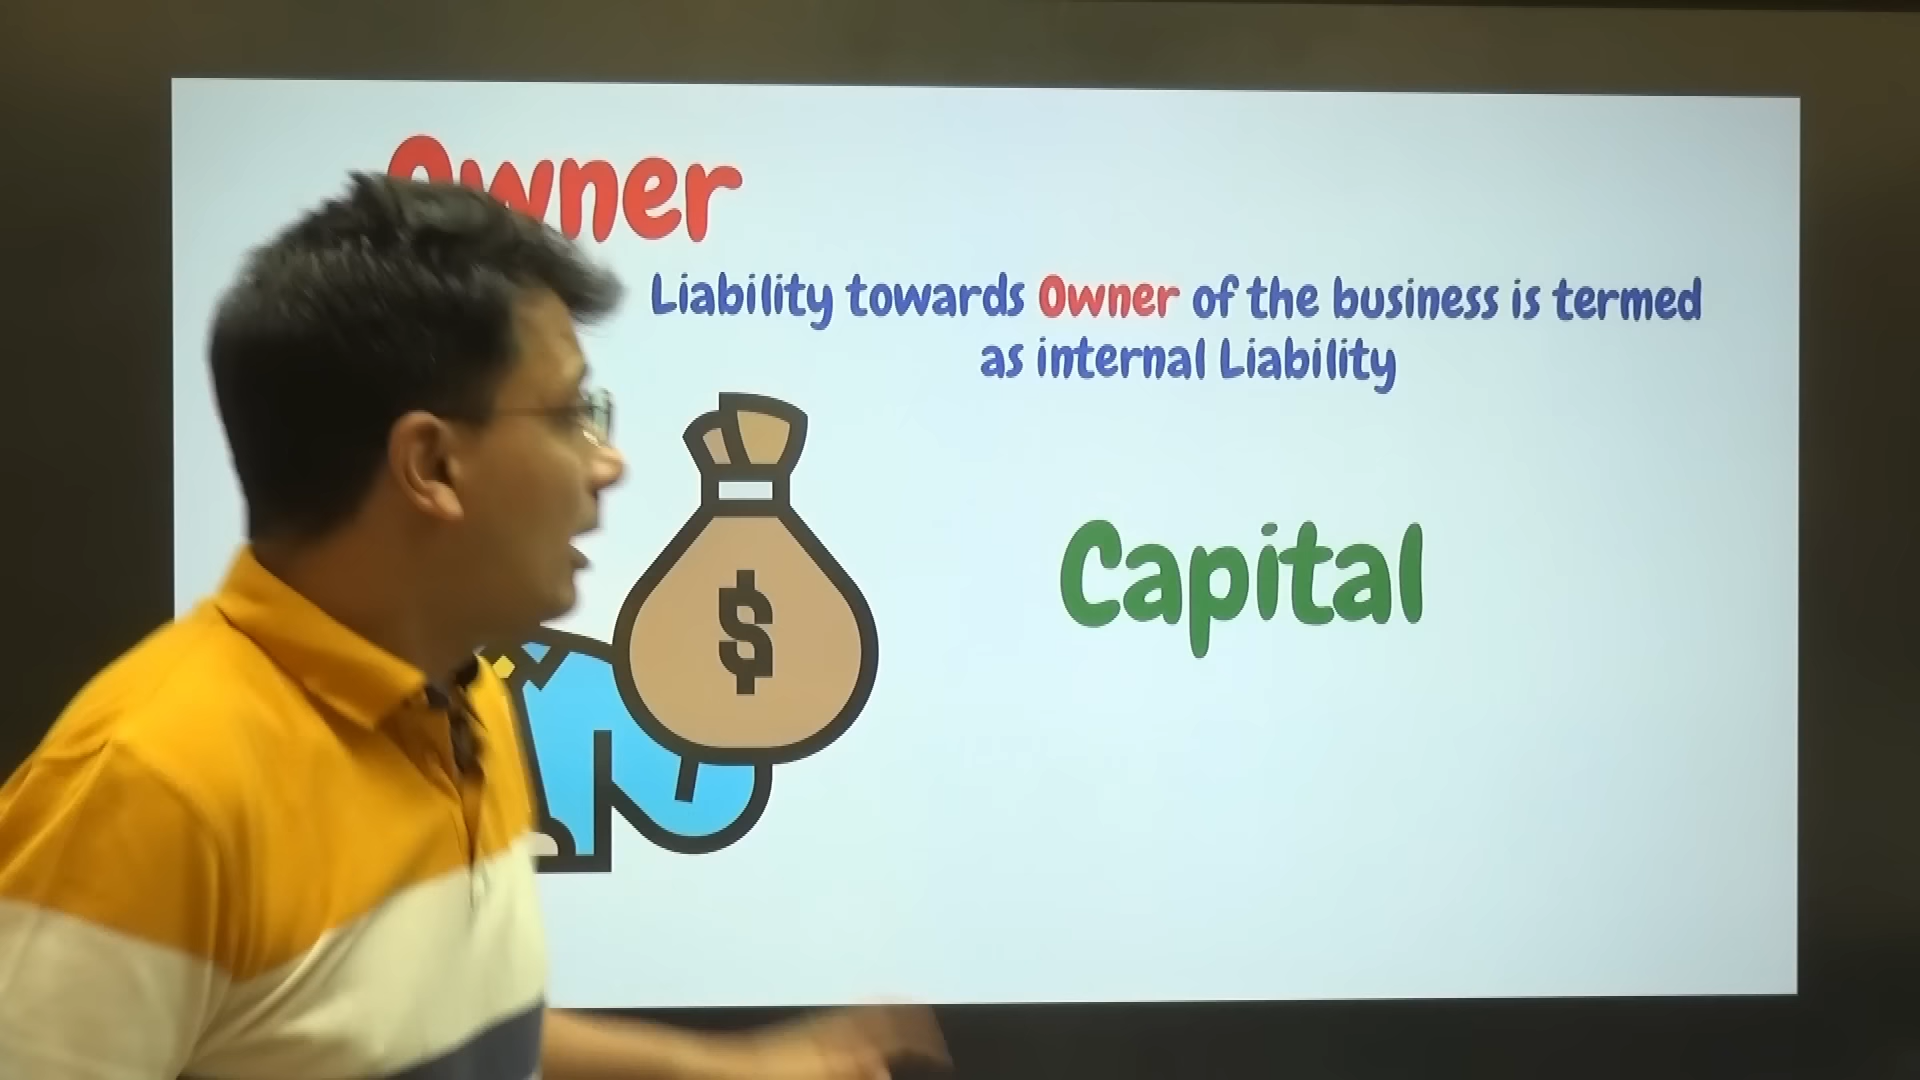 Owner
Liability towards Owner of the business is termed
as internal Liability
$
Capital